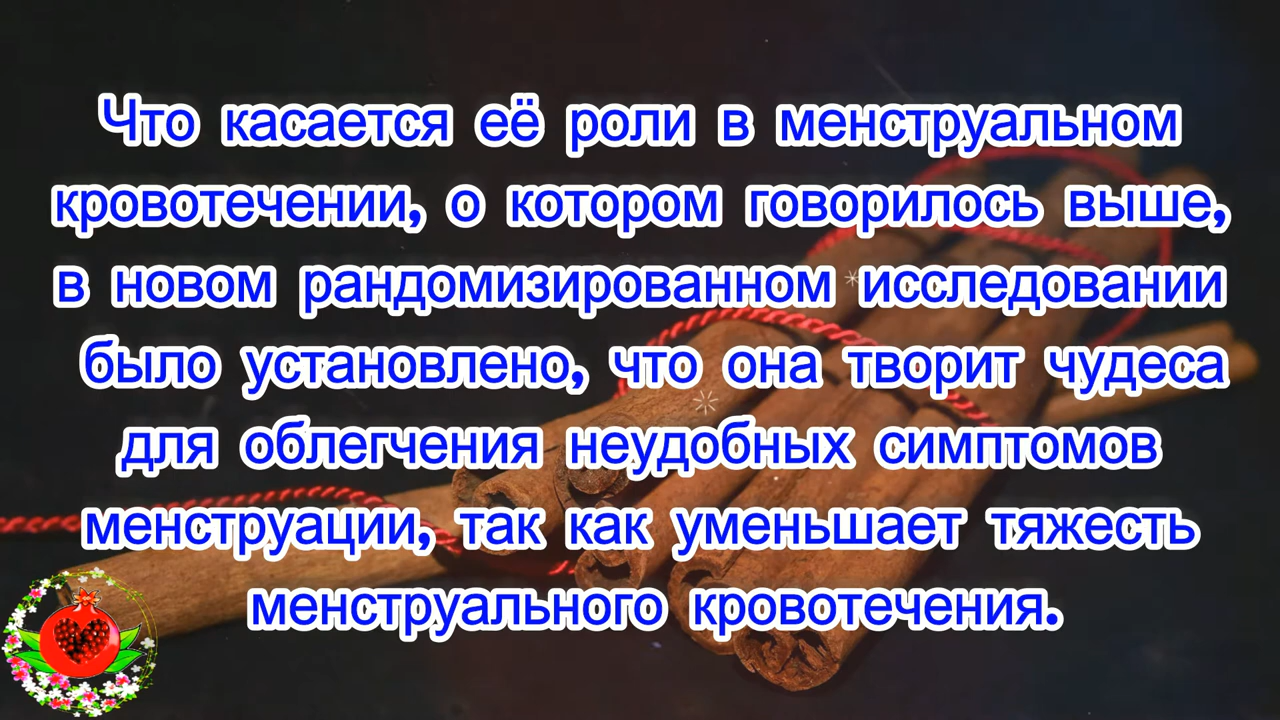 Что касается её роли в менструальном
кровотечении, о котором говорилось выше,
в новом рандомизированном исследовании
было установлено, что она творит чудеса
для облегчения неудобных симптомов
менструации, так как уменьшает тяжесть
менструального кровотечения.